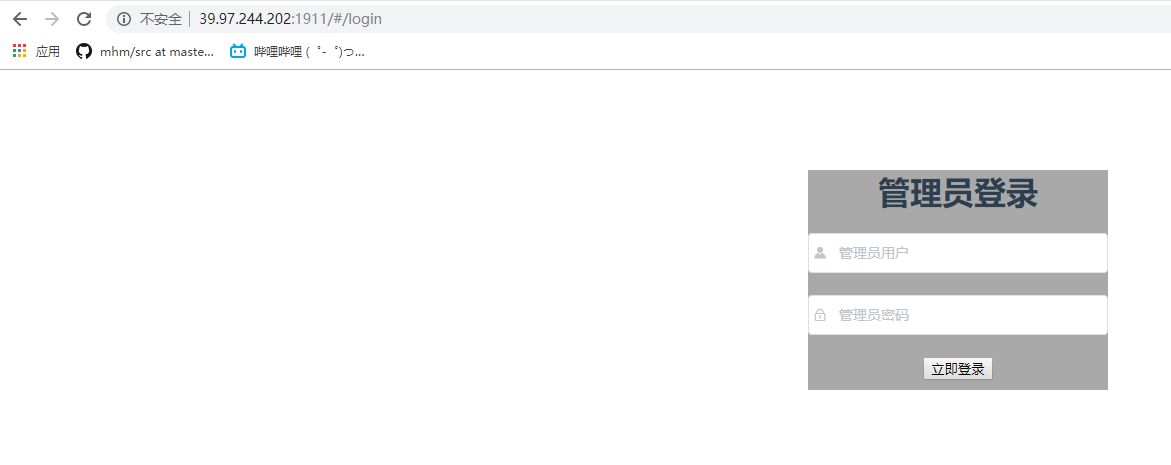 不安全 39.97.244.202:1911/#/login
应用 mhm/src at maste... 哔哩哔哩 ( ゜- ゜)つ...
管理员登录
管理员用户
管理员密码
立即登录